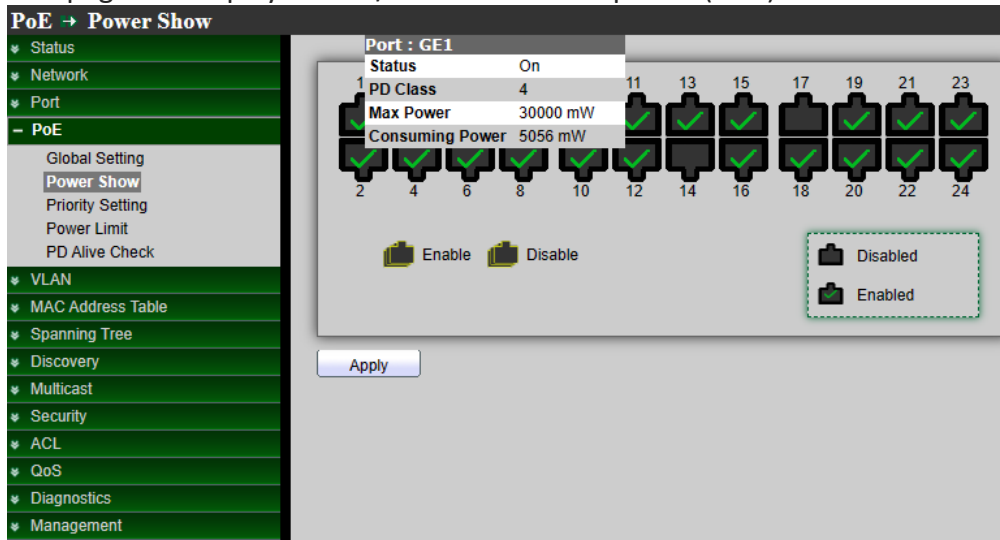 PoE → Power Show
Status
Network
Port
PoE
Global Setting
Power Show
Priority Setting
Power Limit
PD Alive Check
VLAN
MAC Address Table
Spanning Tree
Discovery
Multicast
Security
ACL
QoS
Diagnostics
Management
Port : GE1
Status On
PD Class 4
Max Power 30000 mW
Consuming Power 5056 mW
1 11 13 15 17 19 21 23
2 4 6 8 10 12 14 16 18 20 22 24
Enable Disable
Disabled
Enabled
Apply